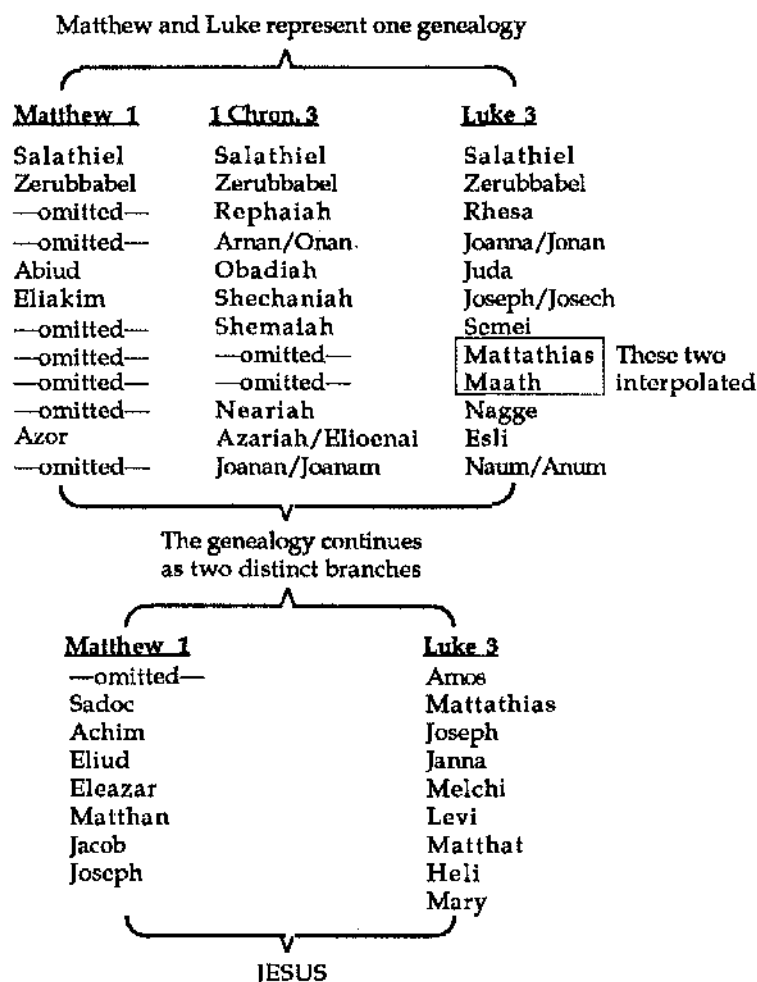 Matthew and Luke represent one genealogy
Matthew 1 1 Chron. 3 Luke 3
Salathiel Salathiel Salathiel
Zerubbabel Zerubbabel Zerubbabel
—omitted— Rephaiah Rhesa
—omitted— Arnan/Onan Joanna/Jonan
Abiud Obadiah Juda
Eliakim Shechaniah Joseph/Josech
—omitted— Shemaiah Semei
—omitted— —omitted— Mattathias These two
—omitted— —omitted— Maath interpolated
—omitted— Neariah Nagge
Azor Azariah/Elioenai Esli
—omitted— Joanan/Joanam Naum/Anum
The genealogy continues
as two distinct branches
Matthew 1 Luke 3
—omitted— Amos
Sadoc Mattathias
Achim Joseph
Eliud Janna
Eleazar Melchi
Matthan Levi
Jacob Matthat
Joseph Heli
Mary
JESUS